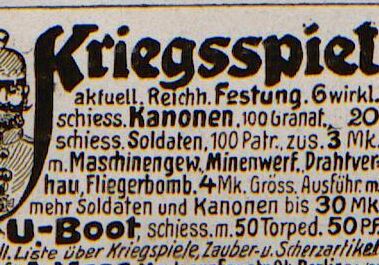 Kriegsspiel
aktuell, Reichh. Festung. 6 wirkl.
schiess. Kanonen, 100 Granat. 20
schiess. Soldaten, 100 Patr., zus. 3 Mk.
m. Maschinengew., Minenwerf., Drahtver-
hau, Fliegerbomb. 4 Mk. Gröss. Ausführ. m.
mehr Soldaten und Kanonen bis 30 Mk
U-Boot, schiess. m. 50 Torped. 50 Pf.
ll. Liste über Kriegsspiele, Zauber- u. Scherzartikel